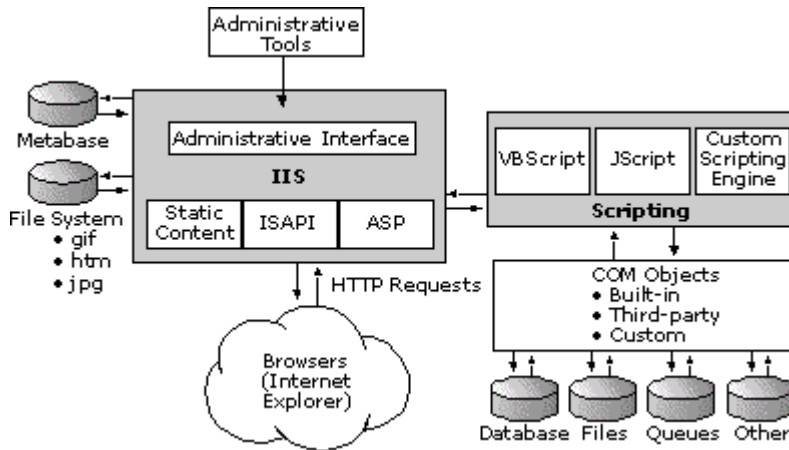 Administrative
Tools
Metabase
Administrative Interface
IIS
File System
• gif
• htm
• jpg
Static
Content
ISAPI
ASP
VBScript
JScript
Custom
Scripting
Engine
Scripting
HTTP Requests
COM Objects
• Built-in
• Third-party
• Custom
Browsers
(Internet
Explorer)
Database
Files
Queues
Other